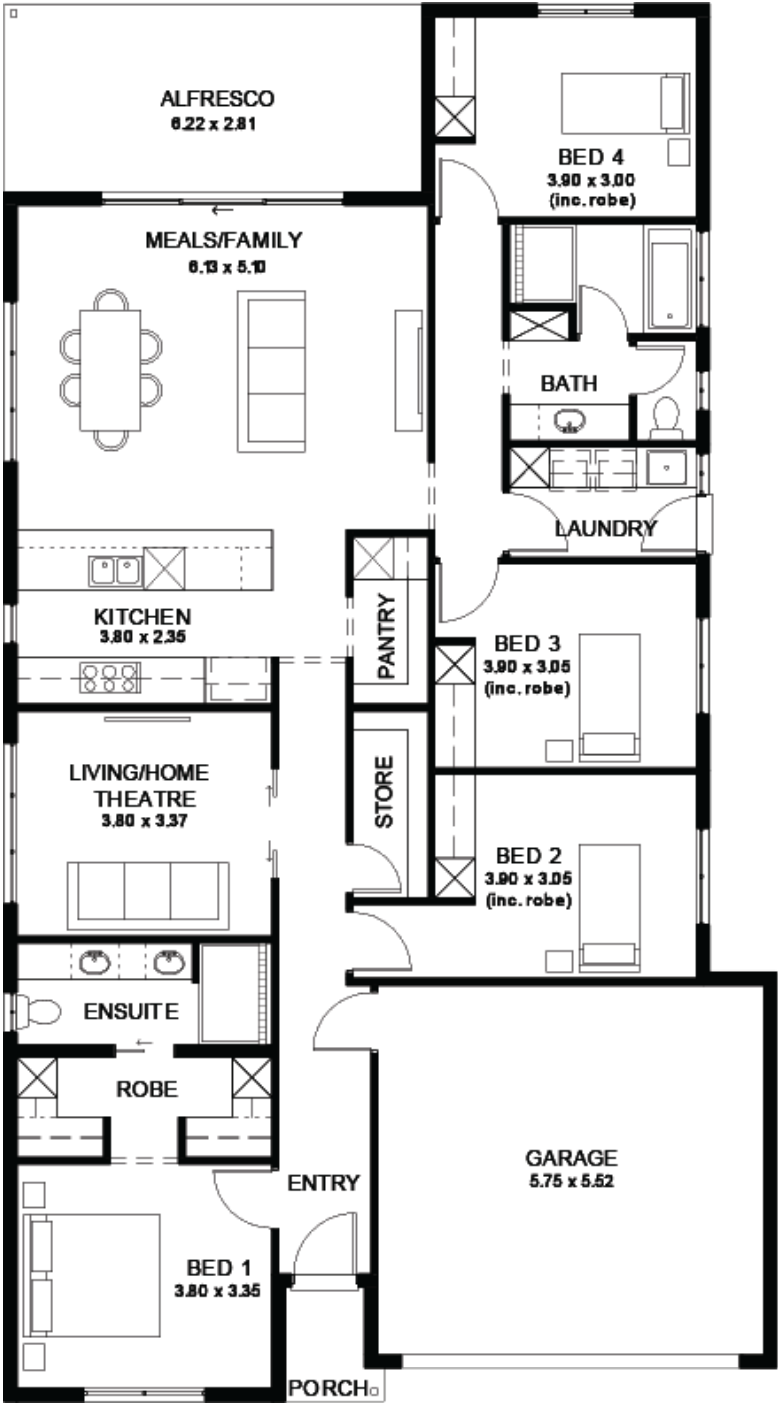 ALFRESCO
6.22 x 2.81
BED 4
3.90 x 3.00
(inc. robe)
MEALS/FAMILY
6.13 x 5.10
BATH
LAUNDRY
KITCHEN
3.80 x 2.35
PANTRY
BED 3
3.90 x 3.05
(inc. robe)
LIVING/HOME
THEATRE
3.80 x 3.37
STORE
BED 2
3.90 x 3.05
(inc. robe)
ENSUITE
ROBE
ENTRY
GARAGE
5.75 x 5.52
BED 1
3.80 x 3.35
PORCH